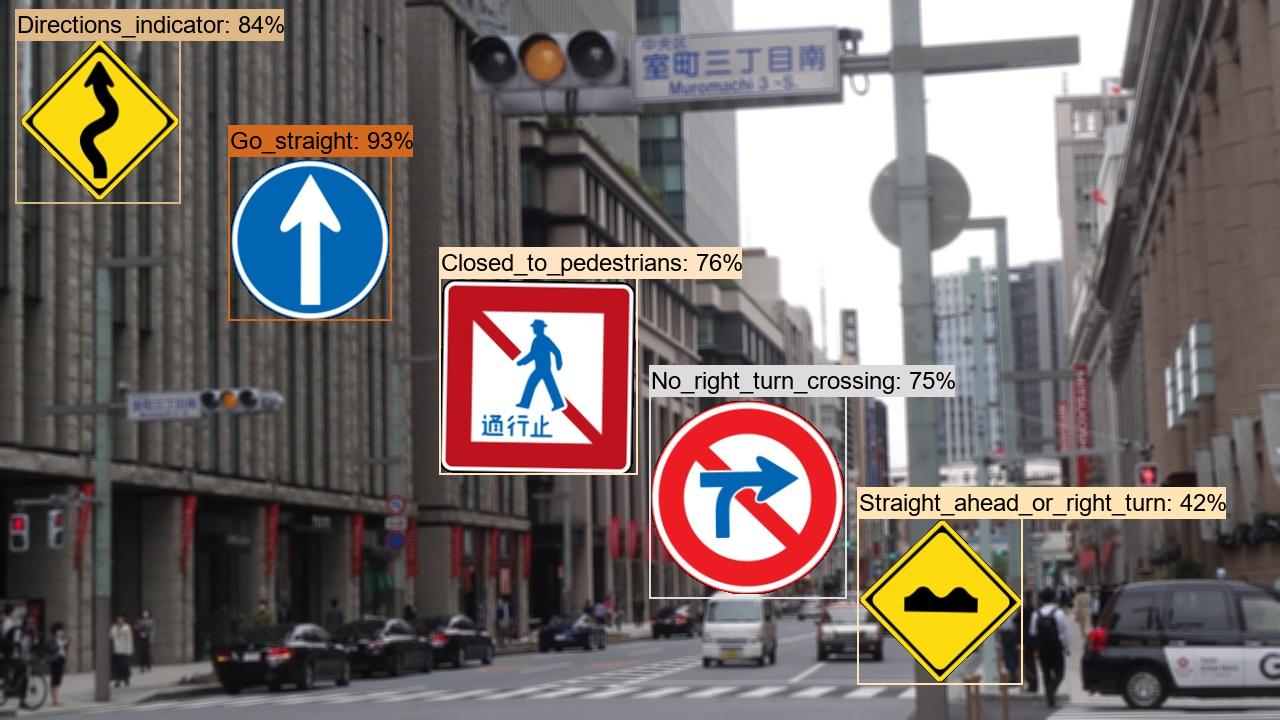 Directions_indicator: 84%
中央区
室町三丁目南
Muromachi 3 -S.
Go_straight: 93%
Closed_to_pedestrians: 76%
通行止
No_right_turn_crossing: 75%
Straight_ahead_or_right_turn: 42%